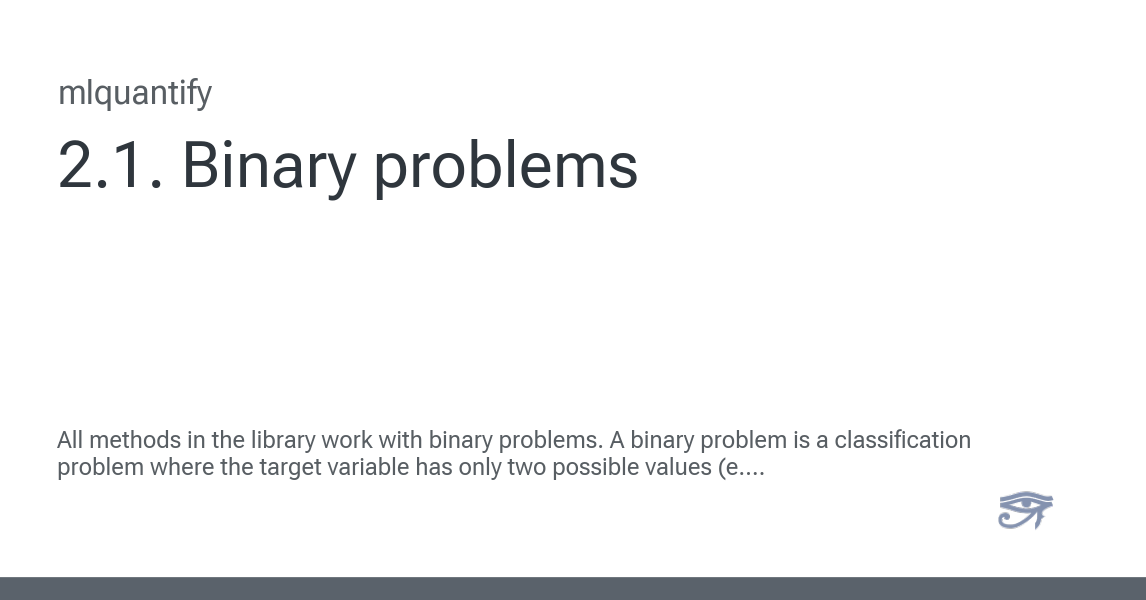 mlquantify
2.1. Binary problems
All methods in the library work with binary problems. A binary problem is a classification
problem where the target variable has only two possible values (e....